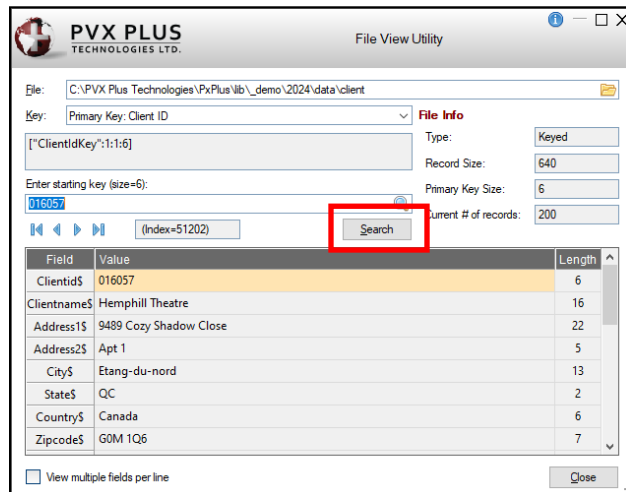 PVX PLUS
TECHNOLOGIES LTD.
File View Utility
File: C:\PVX Plus Technologies\PxPlus\lib\_demo\2024\data\client
Key: Primary Key: Client ID
File Info
["ClientIdKey":1:1:6]
Type: Keyed
Record Size: 640
Enter starting key (size=6):
Primary Key Size: 6
016057
Current # of records: 200
(Index=51202)
Search
Field Value Length
Clientid$ 016057 6
Clientname$ Hemphill Theatre 16
Address1$ 9489 Cozy Shadow Close 22
Address2$ Apt 1 5
City$ Etang-du-nord 13
State$ QC 2
Country$ Canada 6
Zipcode$ G0M 1Q6 7
View multiple fields per line
Close